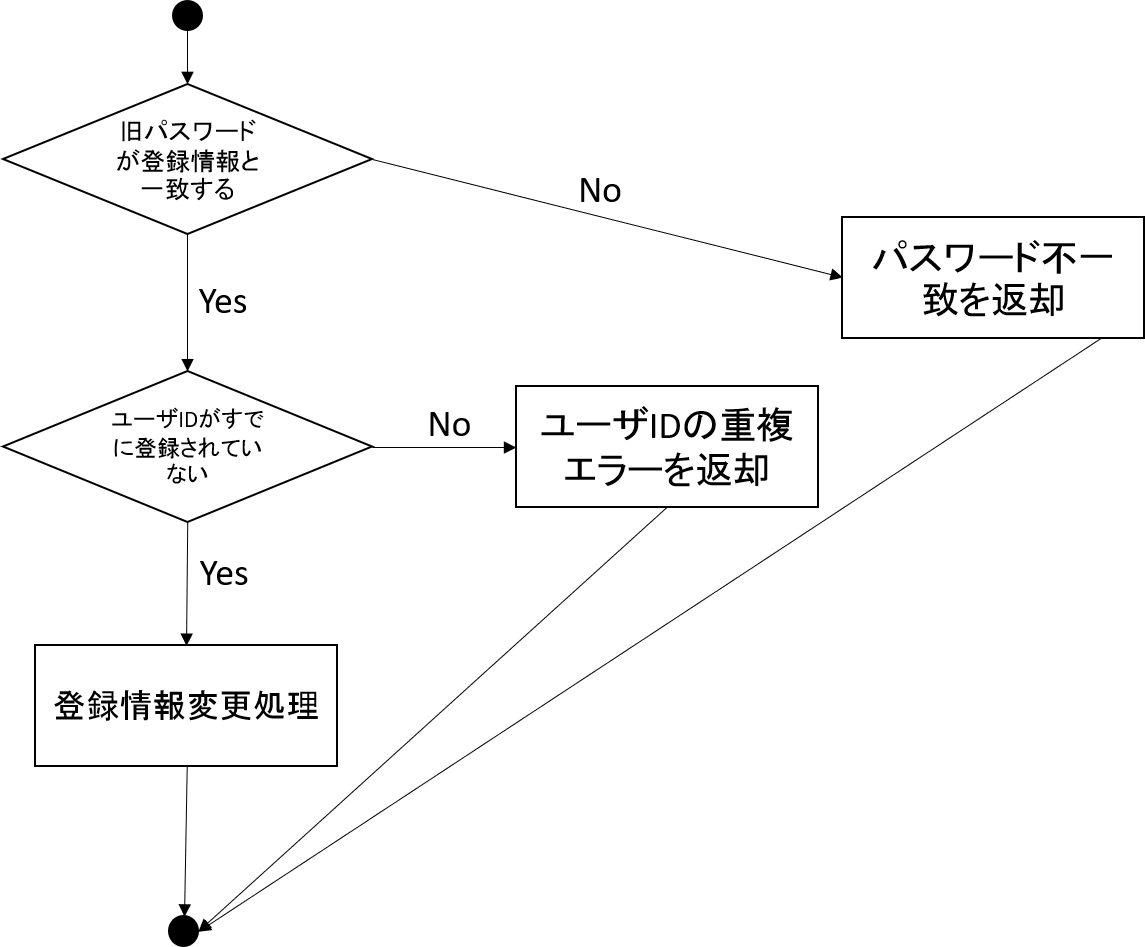 旧パスワード
が登録情報と
一致する
No
パスワード不一
致を返却
Yes
ユーザIDがすで
に登録されてい
ない
No
ユーザIDの重複
エラーを返却
Yes
登録情報変更処理